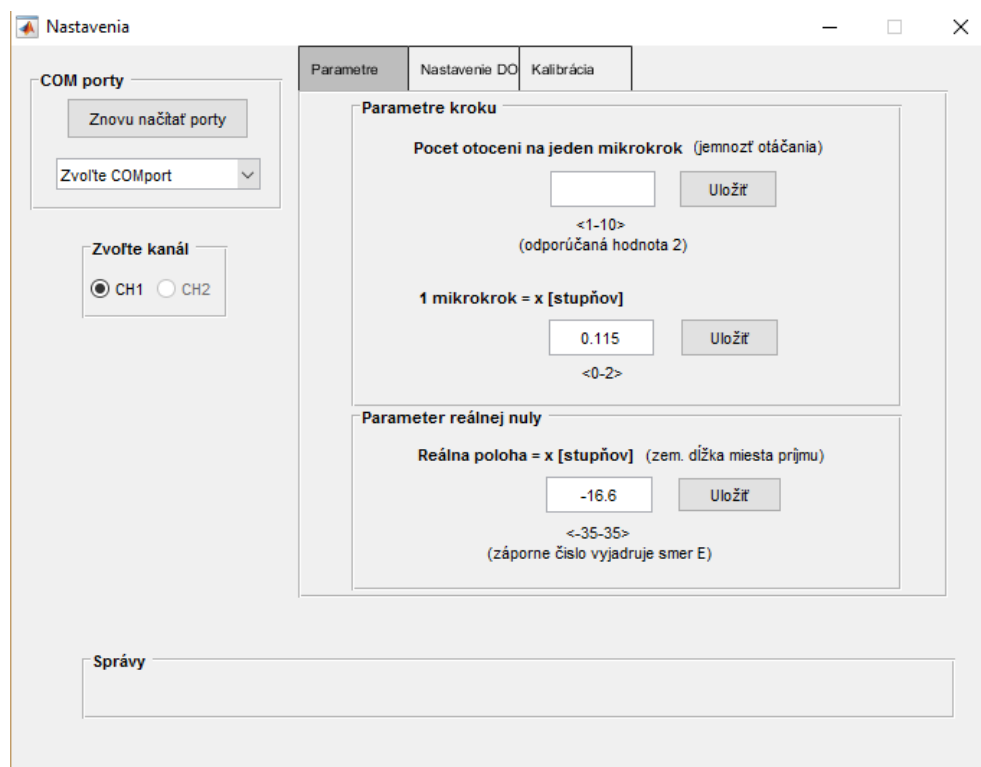 Nastavenia
COM porty
Znovu načítať porty
Zvoľte COMport
Zvoľte kanál
CH1 CH2
Parametre Nastavenie DO Kalibrácia
Parametre kroku
Pocet otoceni na jeden mikrokrok (jemnozť otáčania)
Uložiť
<1-10>
(odporúčaná hodnota 2)
1 mikrokrok = x [stupňov]
0.115 Uložiť
<0-2>
Parameter reálnej nuly
Reálna poloha = x [stupňov] (zem. dĺžka miesta príjmu)
-16.6 Uložiť
<-35-35>
(záporne čislo vyjadruje smer E)
Správy